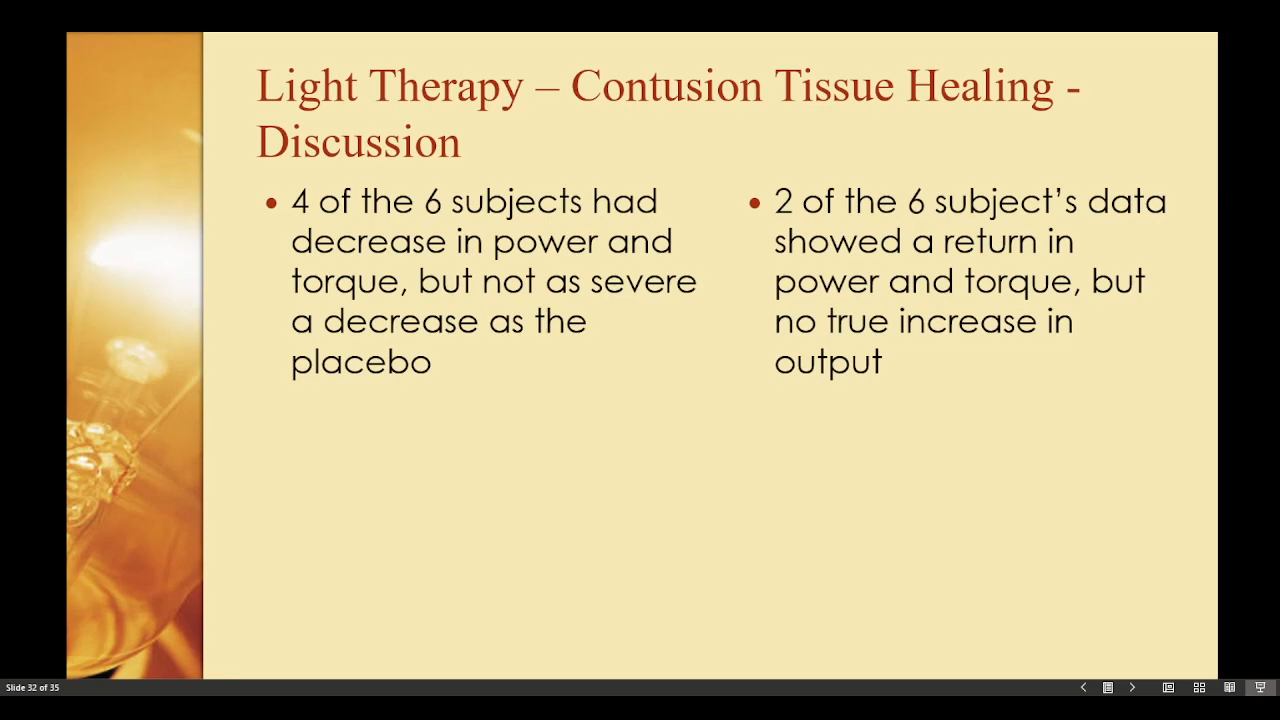 Light Therapy – Contusion Tissue Healing -
Discussion
• 4 of the 6 subjects had
decrease in power and
torque, but not as severe
a decrease as the
placebo
• 2 of the 6 subject’s data
showed a return in
power and torque, but
no true increase in
output
Slide 32 of 35